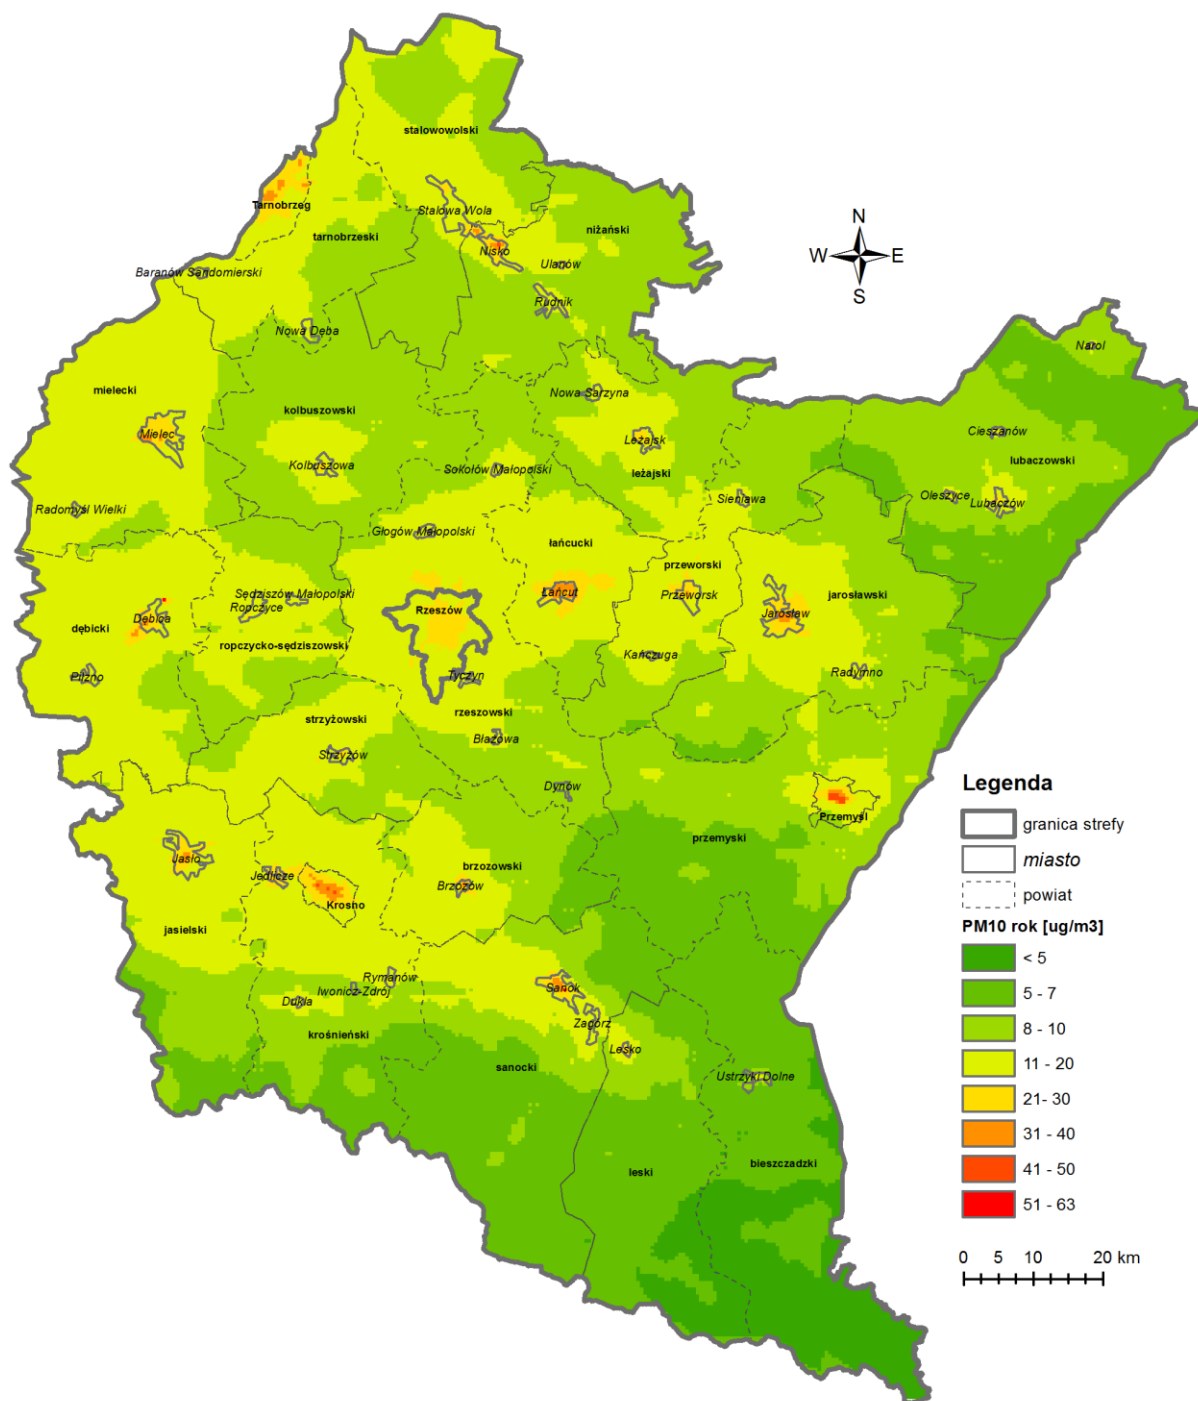 stalowowolski
Tarnobrzeg
Stalowa Wola
N
tarnobrzeski
niżański
Nisko
W
E
Ulanów
Baranów Sandomierski
S
Rudnik
Nowa Dęba
Narol
mielecki
Nowa Sarzyna
kolbuszowski
Mielec
Leżajsk
Cieszanów
lubaczowski
Kolbuszowa
Sokołów Małopolski
leżajski
Sieniawa
Oleszyce
Lubaczów
Radomyśl Wielki
Głogów Małopolski
łańcucki
przeworski
Sędziszów Małopolski
Ropczyce
Rzeszów
Łańcut
Przeworsk
jarosławski
Jarosław
Dębica
dębicki
ropczycko-sędziszowski
Kańczuga
Pilzno
Tyczyn
Radymno
strzyżowski
rzeszowski
Błażowa
Strzyżów
Dynów
Legenda
granica strefy
Przemyśl
przemyski
miasto
Jasło
brzozowski
Jedlicze
Brzozów
powiat
Krosno
jasielski
PM10 rok [ug/m3]
< 5
Rymanów
Iwonicz-Zdrój
Sanok
5 - 7
Dukla
Zagórz
krośnieński
8 - 10
Lesko
sanocki
11 - 20
Ustrzyki Dolne
21- 30
31 - 40
leski
bieszczadzki
41 - 50
51 - 63
0 5 10 20 km